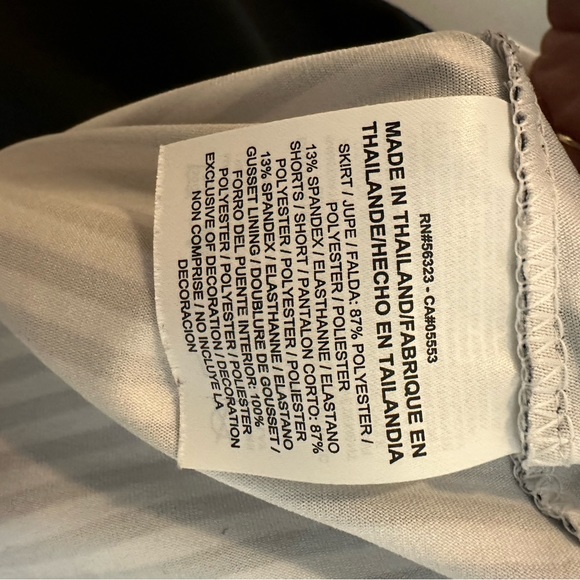 RN#56323 - CA#05553
MADE IN THAILAND/FABRIQUE EN
THAILANDE/HECHO EN TAILANDIA
SKIRT / JUPE / FALDA: 87% POLYESTER /
POLYESTER / POLIESTER
13% SPANDEX / ELASTHANNE / ELASTANO
SHORTS / SHORT / PANTALON CORTO: 87%
POLYESTER / POLYESTER / POLIESTER
13% SPANDEX / ELASTHANNE / ELASTANO
GUSSET LINING / DOUBLURE DE GOUSSET /
FORRO DEL PUENTE INTERIOR: 100%
POLYESTER / POLYESTER / POLIESTER
EXCLUSIVE OF DECORATION / DECORATION
NON COMPRISE / NO INCLUYE LA
DECORACION